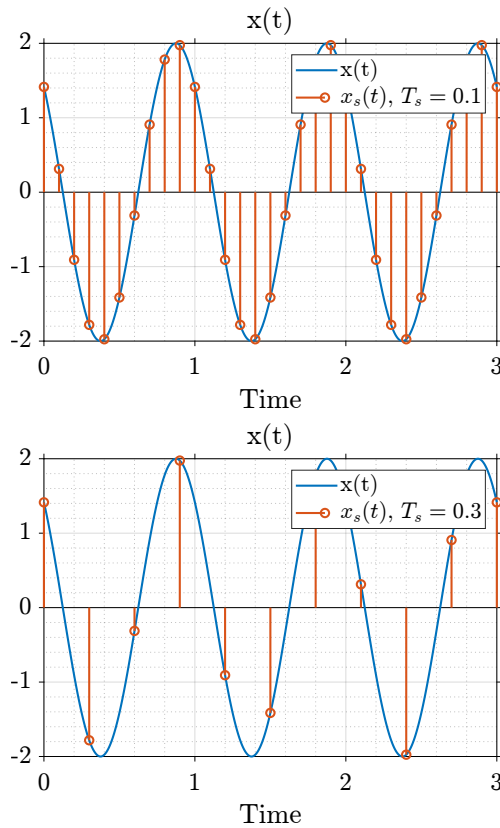 x(t)
2
x(t)
x_s(t), T_s = 0.1
1
0
-1
-2
0 1 2 3
Time
x(t)
2
x(t)
x_s(t), T_s = 0.3
1
0
-1
-2
0 1 2 3
Time